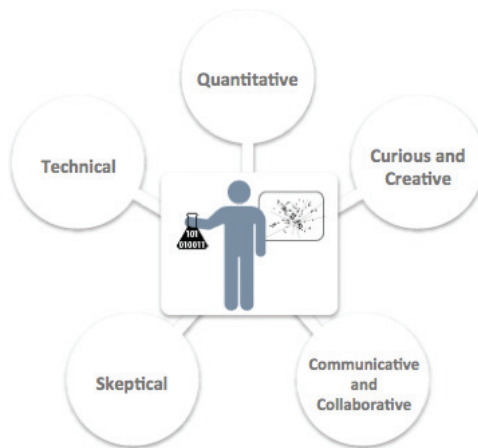 Quantitative
Technical
Curious and
Creative
101
010011
Skeptical
Communicative
and
Collaborative